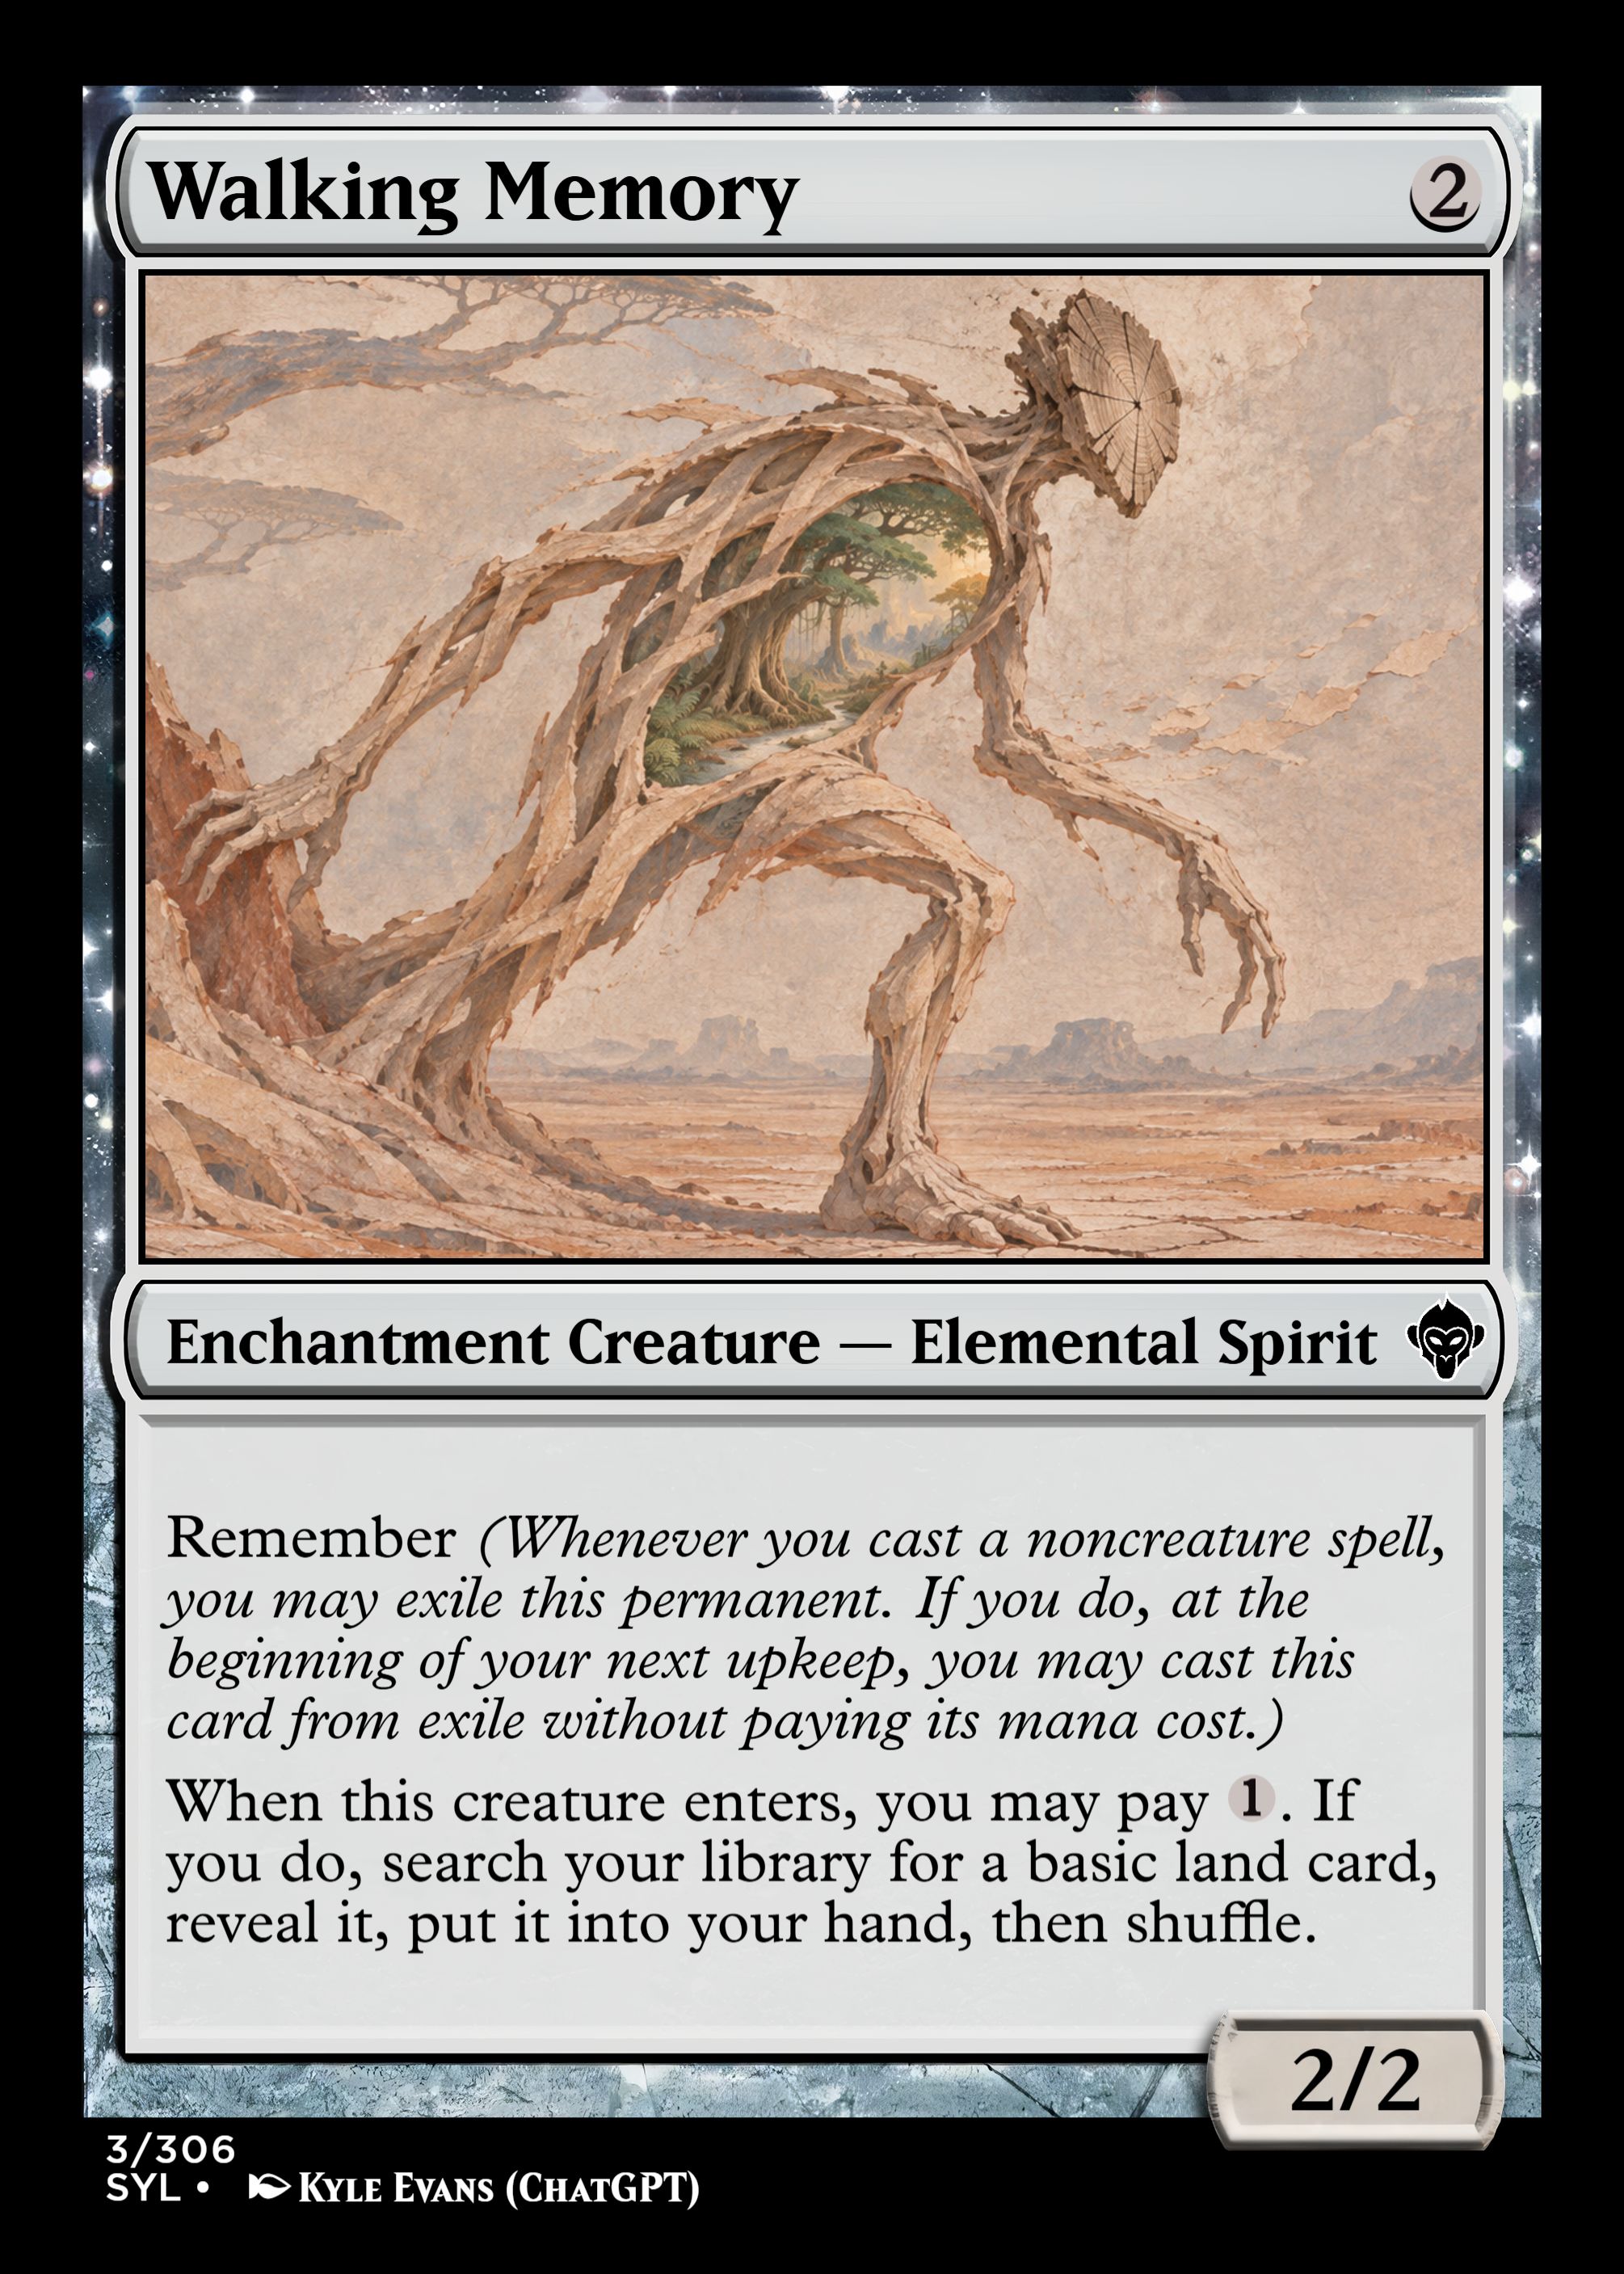 Walking Memory
2
Enchantment Creature — Elemental Spirit
Remember (Whenever you cast a noncreature spell,
you may exile this permanent. If you do, at the
beginning of your next upkeep, you may cast this
card from exile without paying its mana cost.)
When this creature enters, you may pay 1. If
you do, search your library for a basic land card,
reveal it, put it into your hand, then shuffle.
2/2
3/306
SYL • Kyle Evans (ChatGPT)